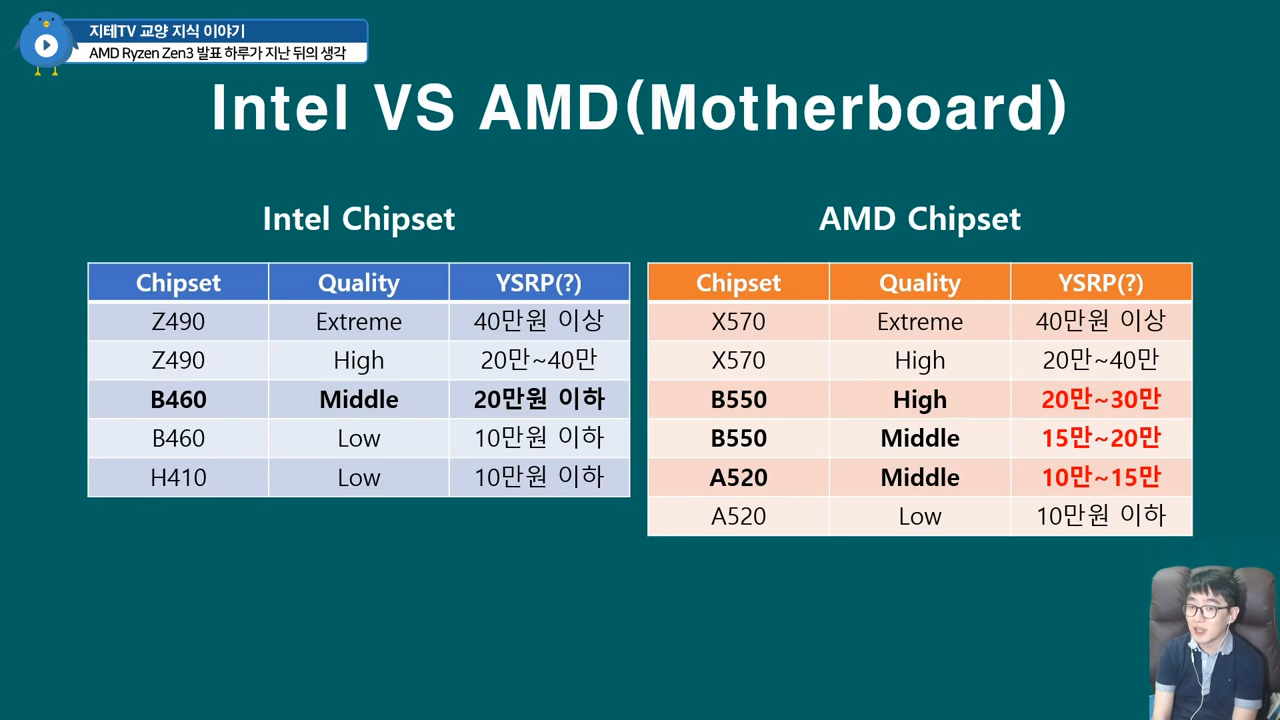 지테TV 교양 지식 이야기
AMD Ryzen Zen3 발표 하루가 지난 뒤의 생각
Intel VS AMD(Motherboard)
Intel Chipset
Chipset Quality YSRP(?)
Z490 Extreme 40만원 이상
Z490 High 20만~40만
B460 Middle 20만원 이하
B460 Low 10만원 이하
H410 Low 10만원 이하
AMD Chipset
Chipset Quality YSRP(?)
X570 Extreme 40만원 이상
X570 High 20만~40만
B550 High 20만~30만
B550 Middle 15만~20만
A520 Middle 10만~15만
A520 Low 10만원 이하